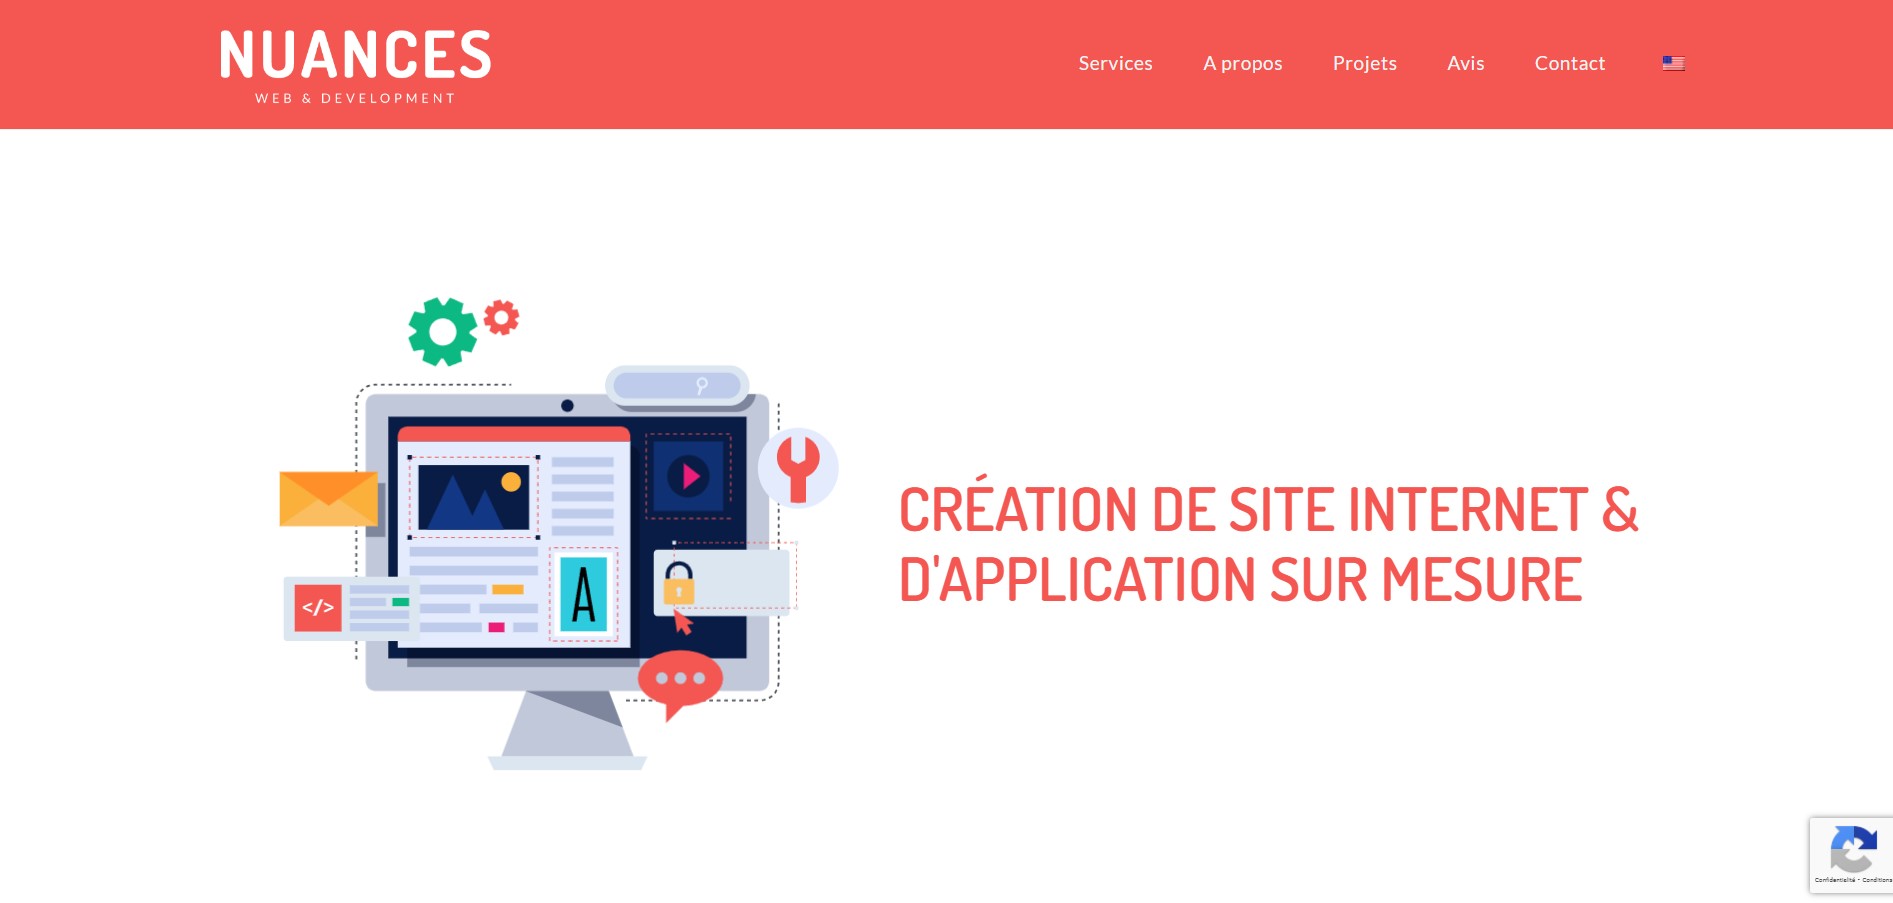 NUANCES
WEB & DEVELOPMENT
Services
A propos
Projets
Avis
Contact
</>
A
CRÉATION DE SITE INTERNET &
D'APPLICATION SUR MESURE
Confidentialité - Conditions